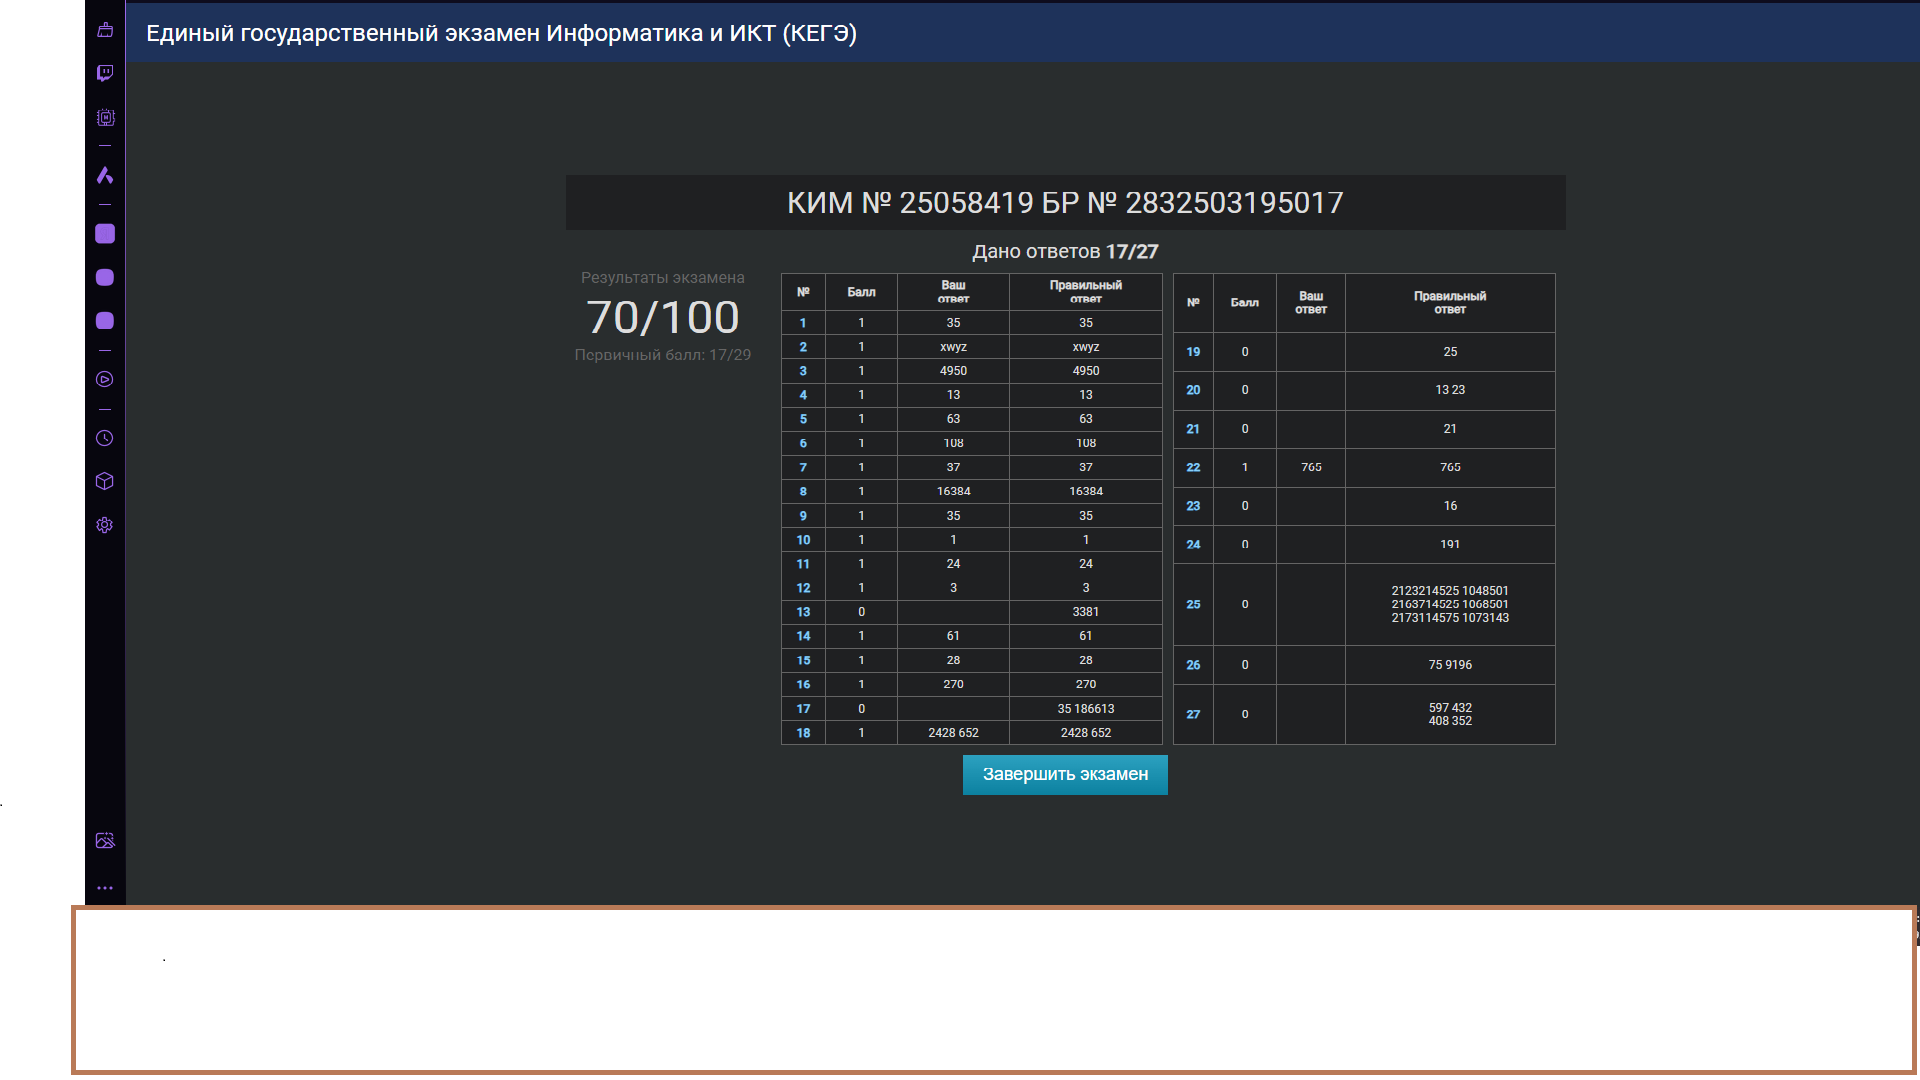 Единый государственный экзамен Информатика и ИКТ (КЕГЭ)
КИМ № 25058419 БР № 2832503195017
Дано ответов 17/27
Результаты экзамена
70/100
Первичный балл: 17/29
№ Балл Ваш ответ Правильный ответ
1 1 35 35
2 1 xwyz xwyz
3 1 4950 4950
4 1 13 13
5 1 63 63
6 1 108 108
7 1 37 37
8 1 16384 16384
9 1 35 35
10 1 1 1
11 1 24 24
12 1 3 3
13 0 3381
14 1 61 61
15 1 28 28
16 1 270 270
17 0 35 186613
18 1 2428 652 2428 652
№ Балл Ваш ответ Правильный ответ
19 0 25
20 0 13 23
21 0 21
22 1 765 765
23 0 16
24 0 191
25 0 2123214525 1048501
2163714525 1068501
2173114575 1073143
26 0 75 9196
27 0 597 432
408 352
Завершить экзамен